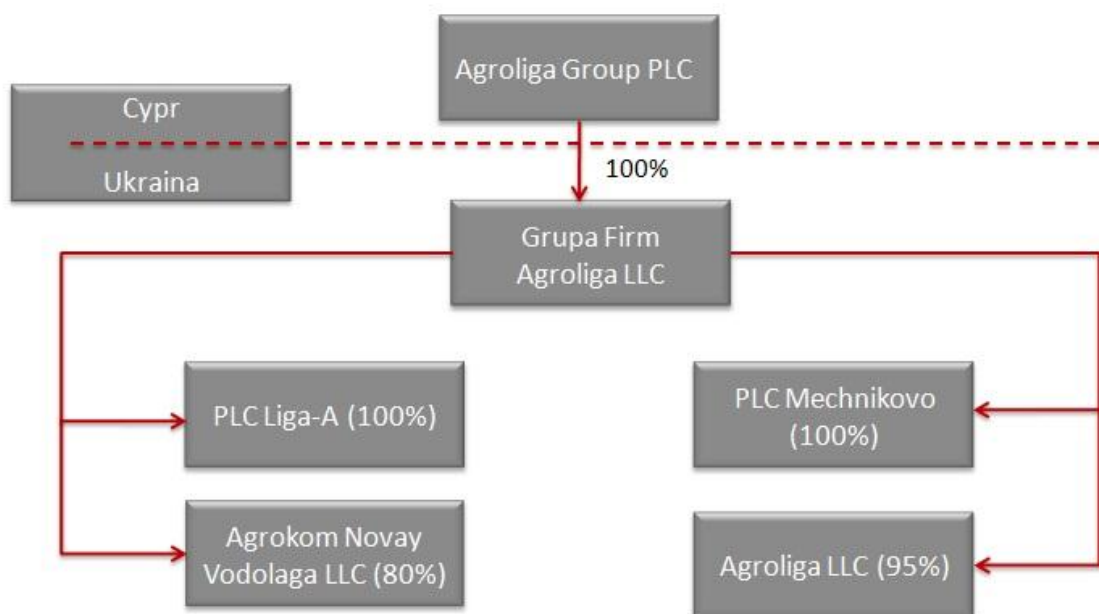 Agroliga Group PLC
Cypr
Ukraina
100%
Grupa Firm
Agroliga LLC
PLC Liga-A (100%)
PLC Mechnikovo
(100%)
Agrokom Novay
Vodolaga LLC (80%)
Agroliga LLC (95%)